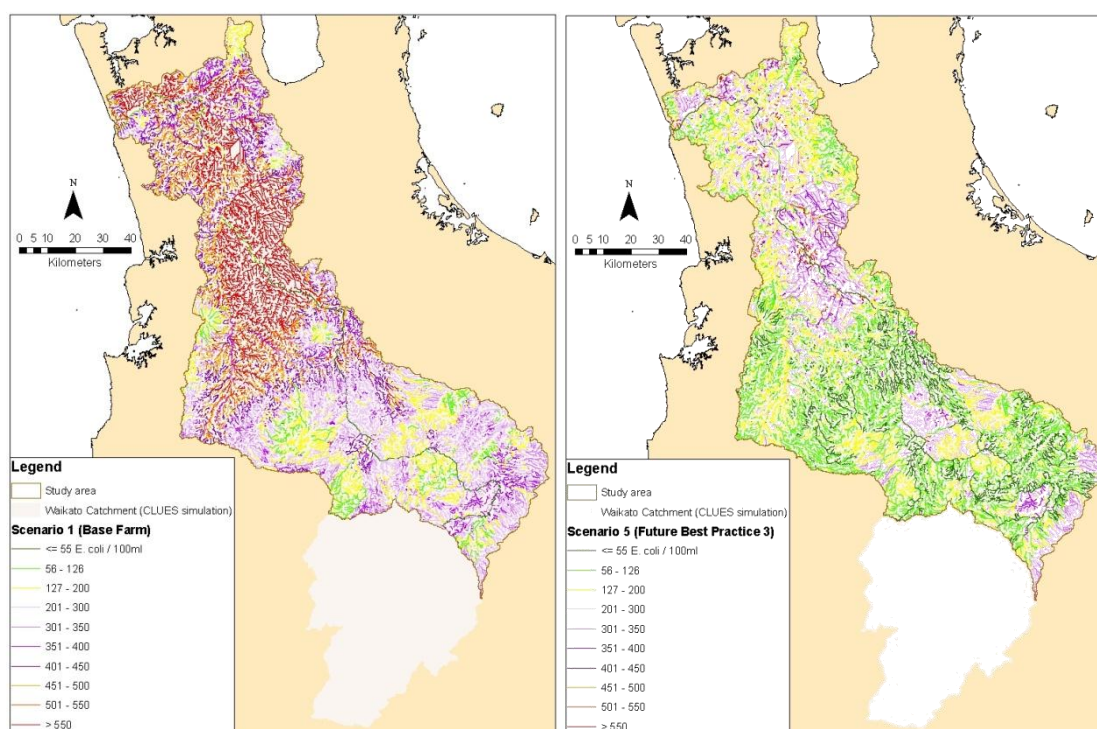 N
0 5 10 20 30 40
Kilometers
Legend
Study area
Waikato Catchment (CLUES simulation)
Scenario 1 (Base Farm)
<= 55 E. coli / 100ml
56 - 126
127 - 200
201 - 300
301 - 350
351 - 400
401 - 450
451 - 500
501 - 550
> 550
N
0 5 10 20 30 40
Kilometers
Legend
Study area
Waikato Catchment (CLUES simulation)
Scenario 5 (Future Best Practice 3)
<= 55 E. coli / 100ml
56 - 126
127 - 200
201 - 300
301 - 350
351 - 400
401 - 450
451 - 500
501 - 550
> 550